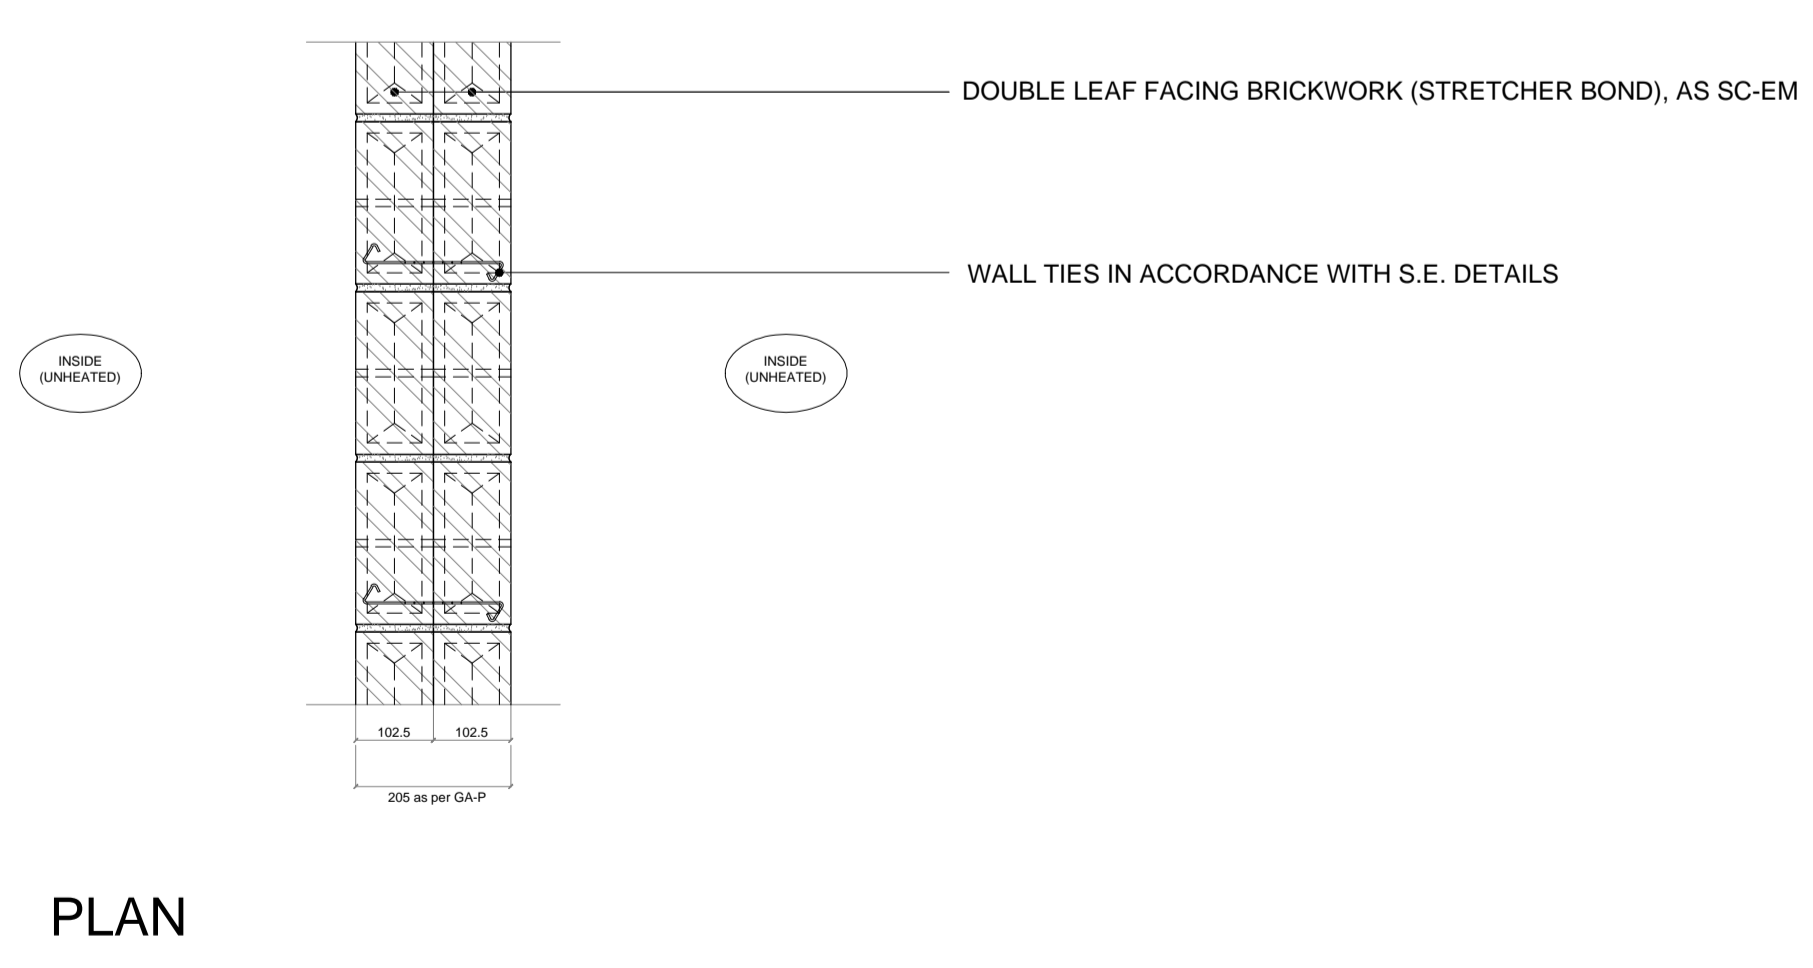 DOUBLE LEAF FACING BRICKWORK (STRETCHER BOND), AS SC-EM
WALL TIES IN ACCORDANCE WITH S.E. DETAILS
INSIDE
(UNHEATED)
INSIDE
(UNHEATED)
102.5
102.5
205 as per GA-P
PLAN